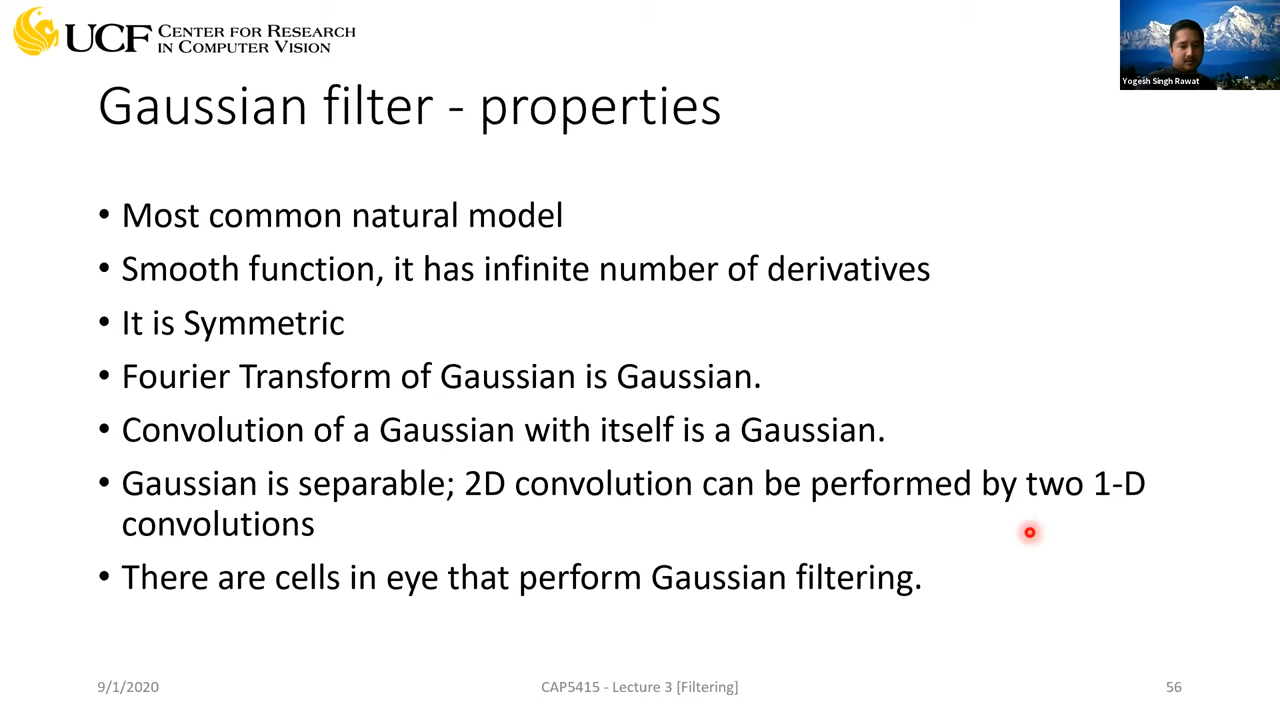 UCF CENTER FOR RESEARCH
IN COMPUTER VISION
Yogesh Singh Rawat
Gaussian filter - properties
• Most common natural model
• Smooth function, it has infinite number of derivatives
• It is Symmetric
• Fourier Transform of Gaussian is Gaussian.
• Convolution of a Gaussian with itself is a Gaussian.
• Gaussian is separable; 2D convolution can be performed by two 1-D
convolutions
• There are cells in eye that perform Gaussian filtering.
9/1/2020
CAP5415 - Lecture 3 [Filtering]
56